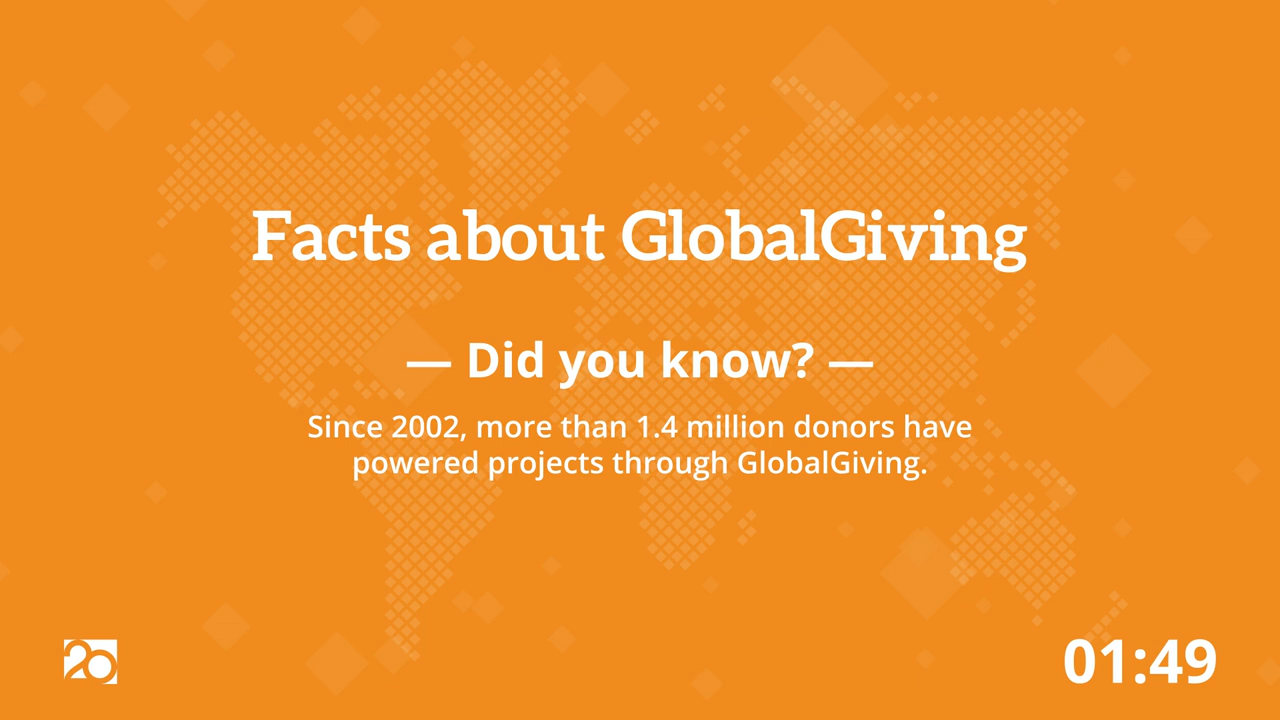 Facts about GlobalGiving
— Did you know? —
Since 2002, more than 1.4 million donors have
powered projects through GlobalGiving.
20
01:49